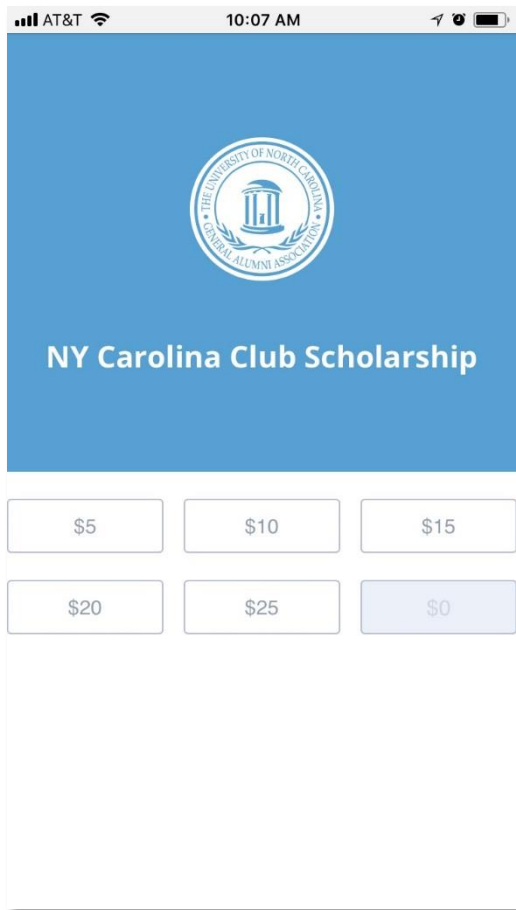 AT&T 10:07 AM
THE UNIVERSITY OF NORTH CAROLINA
GENERAL ALUMNI ASSOCIATION
NY Carolina Club Scholarship
$5 $10 $15
$20 $25 $0